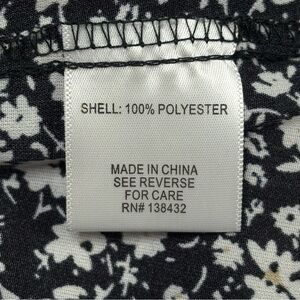 SHELL: 100% POLYESTER
MADE IN CHINA
SEE REVERSE
FOR CARE
RN# 138432